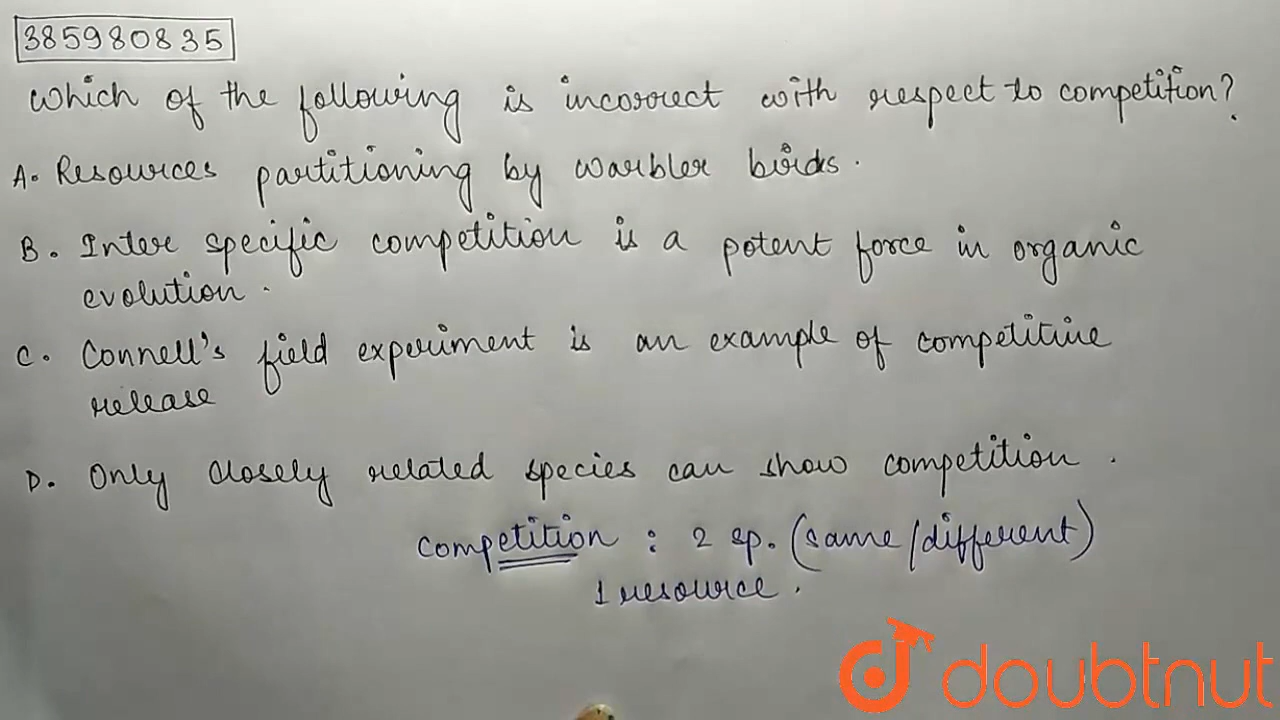 385980835
Which of the following is incorrect with respect to competition?
A. Resources partitioning by warbler birds.
B. Inter specific competition is a potent force in organic
evolution.
C. Connell's field experiment is an example of competitive
release
D. Only closely related species can show competition.
competition : 2 sp. (same/different)
1 resource.
doubtnut